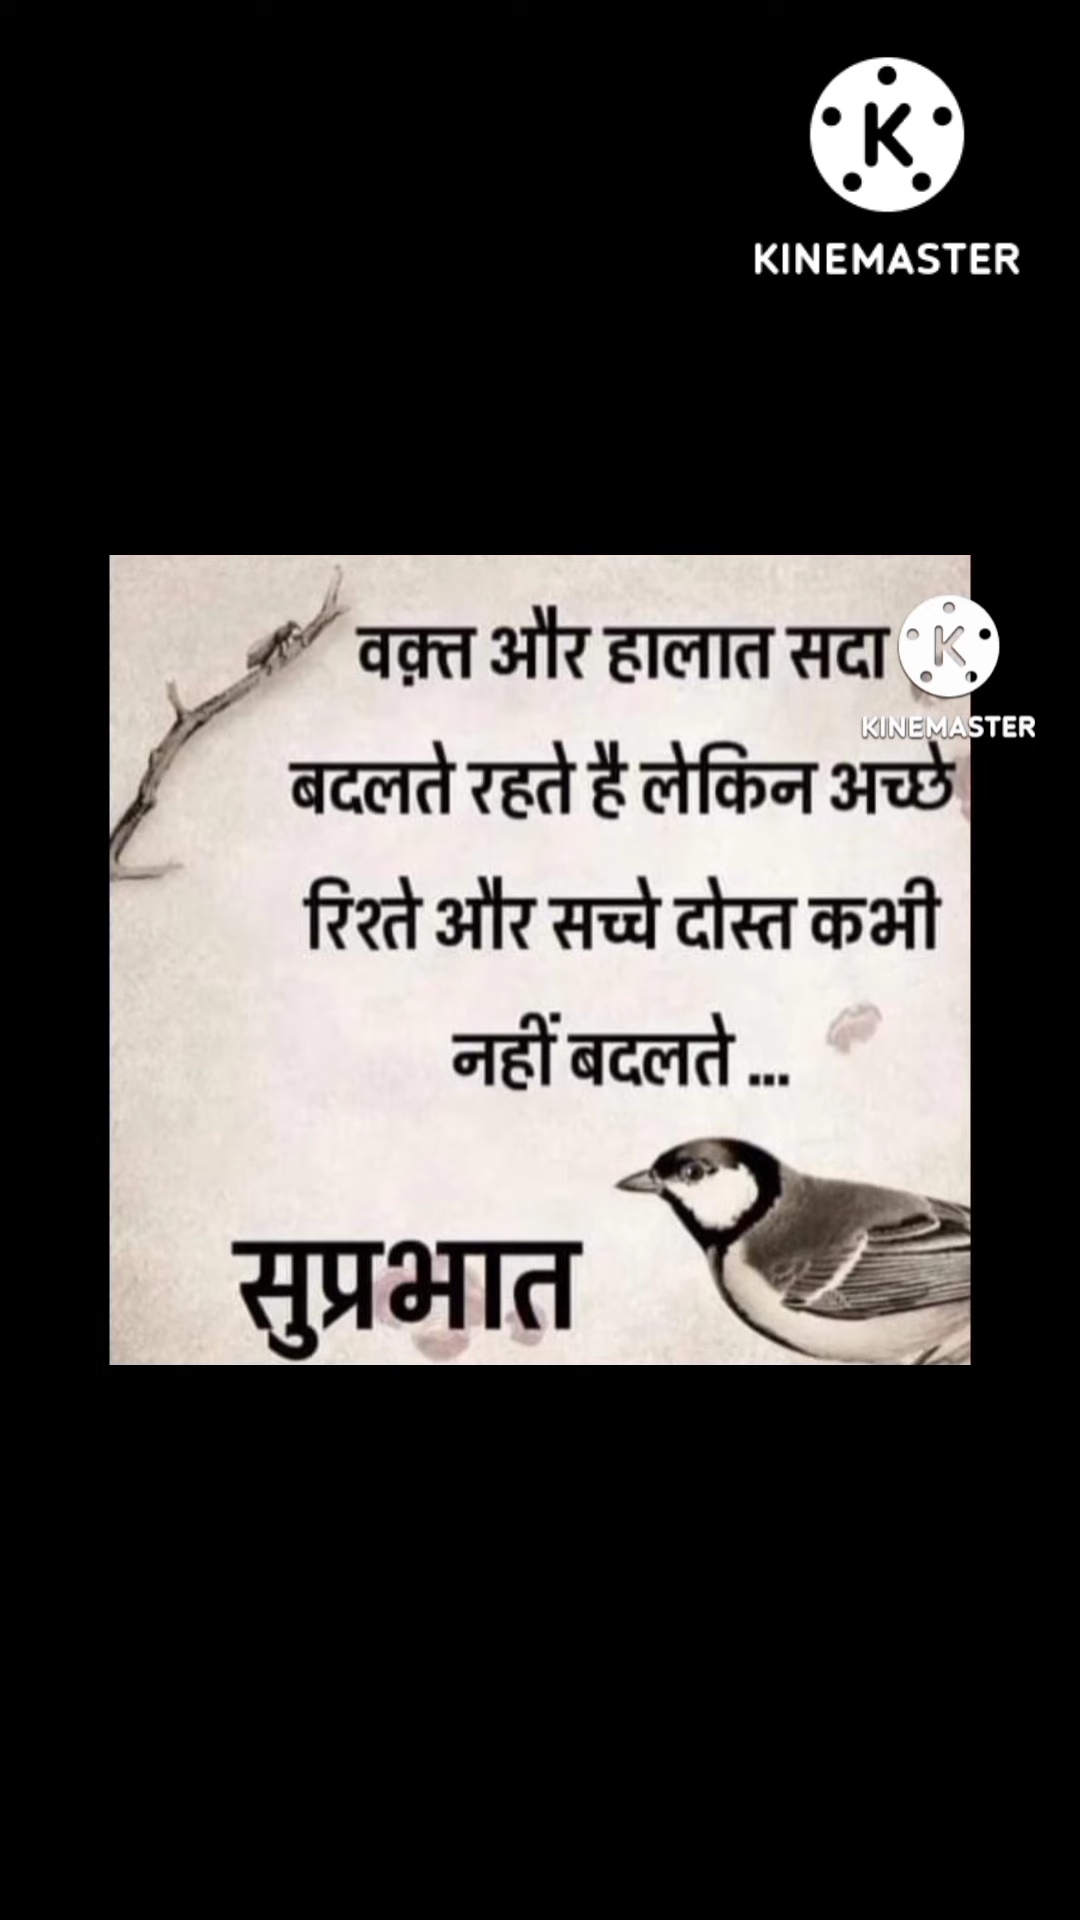 K
KINEMASTER
वक़्त और हालात सदा
K
KINEMASTER
बदलते रहते है लेकिन अच्छे
रिश्ते और सच्चे दोस्त कभी
नहीं बदलते ...
सुप्रभात